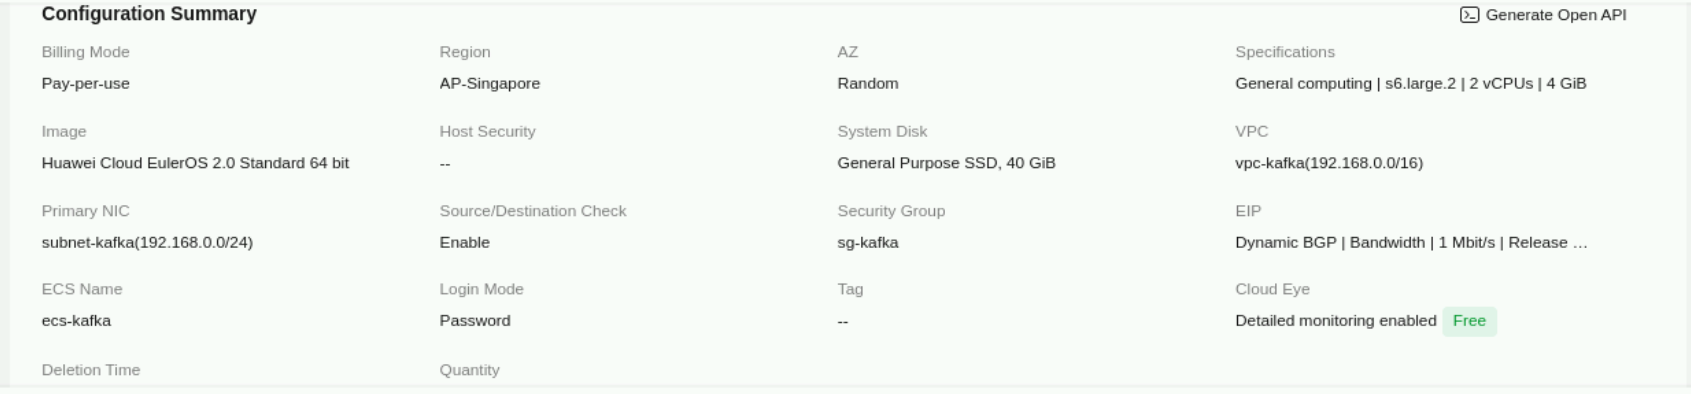 Configuration Summary
Generate Open API
Billing Mode
Region
AZ
Specifications
Pay-per-use
AP-Singapore
Random
General computing | s6.large.2 | 2 vCPUs | 4 GiB
Image
Host Security
System Disk
VPC
Huawei Cloud EulerOS 2.0 Standard 64 bit
--
General Purpose SSD, 40 GiB
vpc-kafka(192.168.0.0/16)
Primary NIC
Source/Destination Check
Security Group
EIP
subnet-kafka(192.168.0.0/24)
Enable
sg-kafka
Dynamic BGP | Bandwidth | 1 Mbit/s | Release …
ECS Name
Login Mode
Tag
Cloud Eye
ecs-kafka
Password
--
Detailed monitoring enabled Free
Deletion Time
Quantity